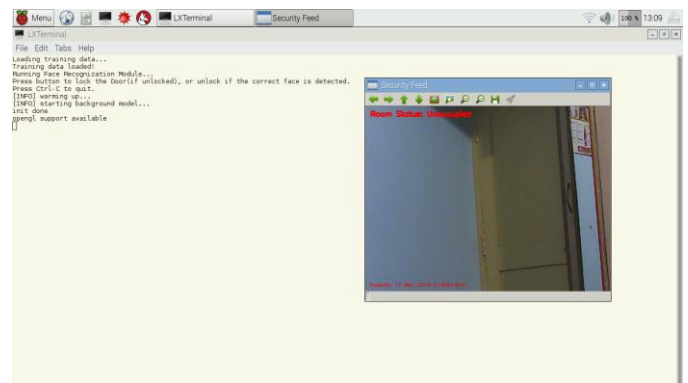 Menu LXTerminal Security Feed 100 % 13:09
LXTerminal
File Edit Tabs Help
Loading training data...
Training data loaded!
Running Face Recognization Module...
Press button to lock the Door(if unlocked), or unlock if the correct face is detected.
Press Ctrl-C to quit.
[INFO] warming up...
[INFO] starting background model...
init done
opengl support available
Security Feed
Room Status: Unoccupied
Tuesday 17